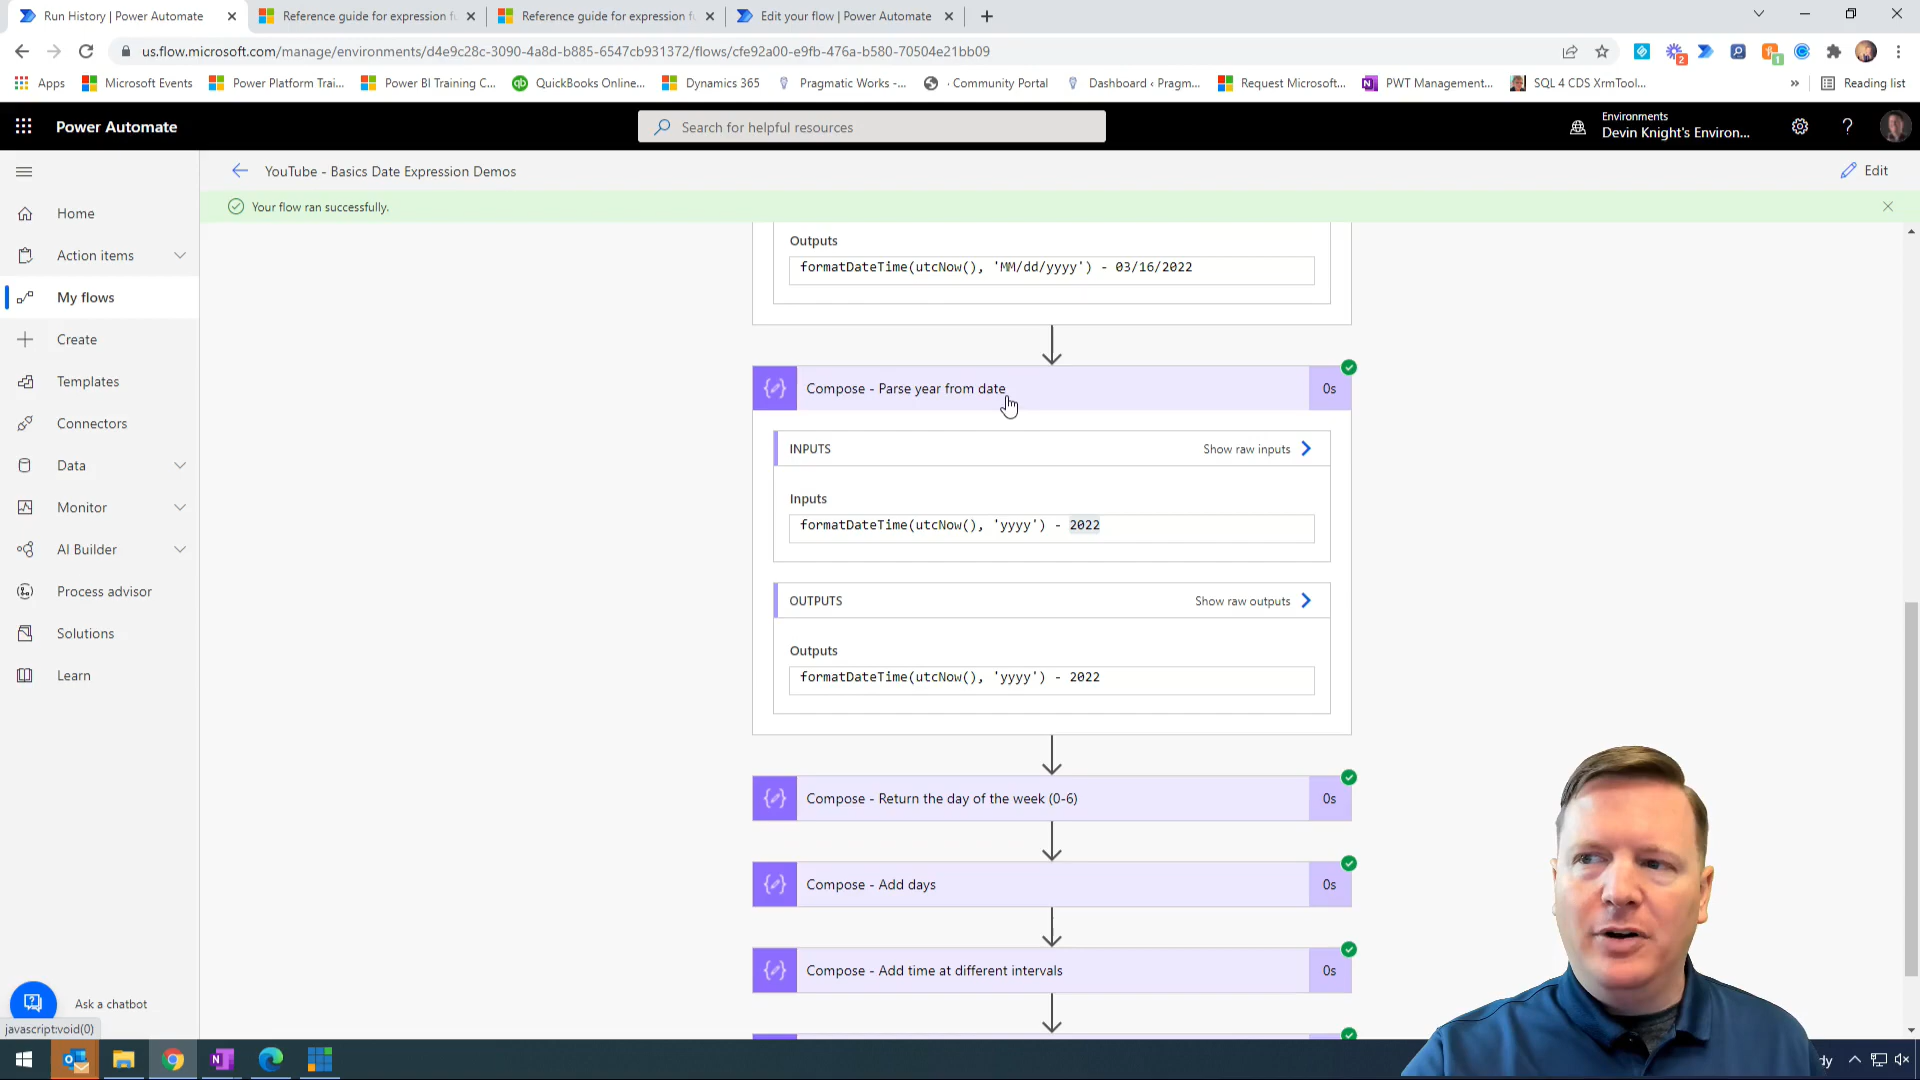 Run History | Power Automate
Reference guide for expression fu
Reference guide for expression fu
Edit your flow | Power Automate
us.flow.microsoft.com/manage/environments/d4e9c28c-3090-4a8d-b885-6547cb931372/flows/cfe92a00-e9fb-476a-b580-70504e21bb09
2
1
Apps
Microsoft Events
Power Platform Trai...
Power BI Training C...
QuickBooks Online...
Dynamics 365
Pragmatic Works -...
· Community Portal
Dashboard ‹ Pragm...
Request Microsoft...
PWT Management...
SQL 4 CDS XrmTool...
»
Reading list
Power Automate
Search for helpful resources
Environments
Devin Knight's Environ...
YouTube - Basics Date Expression Demos
Edit
Your flow ran successfully.
Home
Action items
My flows
Create
Templates
Connectors
Data
Monitor
AI Builder
Process advisor
Solutions
Learn
Ask a chatbot
javascript:void(0)
Outputs
formatDateTime(utcNow(), 'MM/dd/yyyy') - 03/16/2022
Compose - Parse year from date
0s
INPUTS
Show raw inputs
Inputs
formatDateTime(utcNow(), 'yyyy') - 2022
OUTPUTS
Show raw outputs
Outputs
formatDateTime(utcNow(), 'yyyy') - 2022
Compose - Return the day of the week (0-6)
0s
Compose - Add days
0s
Compose - Add time at different intervals
0s